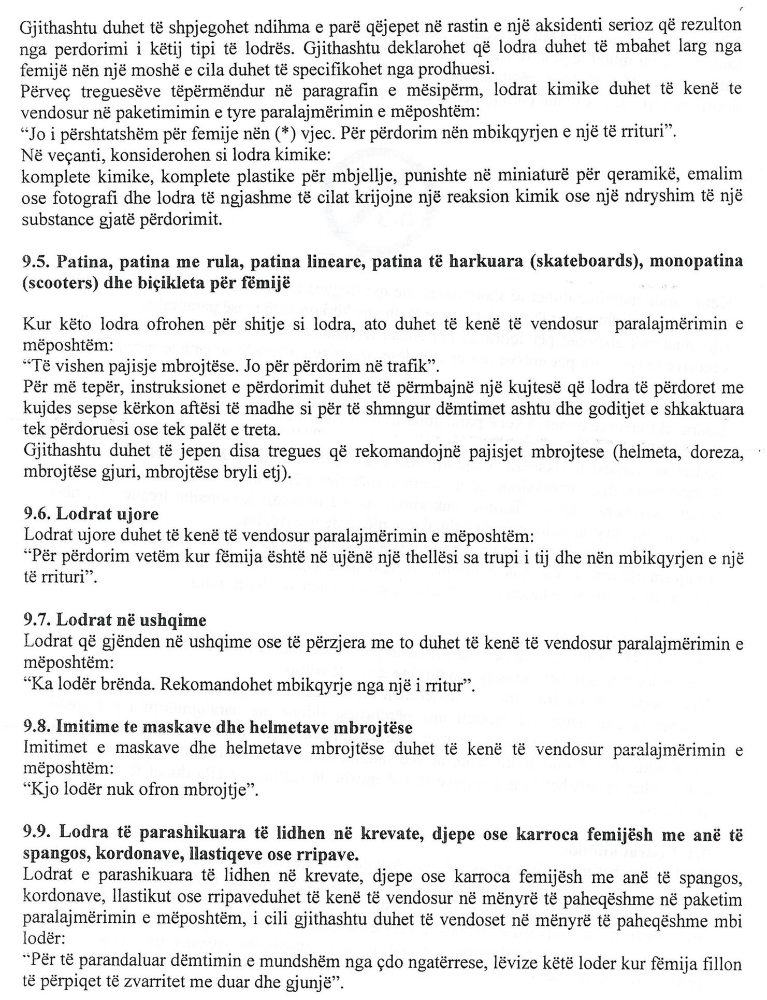 Gjithashtu duhet të shpjegohet ndihma e parë qëjepet në rastin e një aksidenti serioz që rezulton
nga perdorimi i këtij tipi të lodrës. Gjithashtu deklarohet që lodra duhet të mbahet larg nga
femijë nën një moshë e cila duhet të specifikohet nga prodhuesi.
Përveç treguesëve tëpërmëndur në paragrafin e mësipërm, lodrat kimike duhet të kenë te
vendosur në paketimimin e tyre paralajmërimin e mëposhtëm:
“Jo i përshtatshëm për femije nën (*) vjec. Për përdorim nën mbikqyrjen e një të rrituri”.
Në veçanti, konsiderohen si lodra kimike:
komplete kimike, komplete plastike për mbjellje, punishte në miniaturë për qeramikë, emalim
ose fotografi dhe lodra të ngjashme të cilat krijojne një reaksion kimik ose një ndryshim të një
substance gjatë përdorimit.
9.5. Patina, patina me rula, patina lineare, patina të harkuara (skateboards), monopatina
(scooters) dhe biçikleta për fëmijë
Kur këto lodra ofrohen për shitje si lodra, ato duhet të kenë të vendosur paralajmërimin e
mëposhtëm:
“Të vishen pajisje mbrojtëse. Jo për përdorim në trafik”.
Për më tepër, instruksionet e përdorimit duhet të përmbajnë një kujtesë që lodra të përdoret me
kujdes sepse kërkon aftësi të madhe si për të shmngur dëmtimet ashtu dhe goditjet e shkaktuara
tek përdoruesi ose tek palët e treta.
Gjithashtu duhet të jepen disa tregues që rekomandojnë pajisjet mbrojtese (helmeta, doreza,
mbrojtëse gjuri, mbrojtëse bryli etj).
9.6. Lodrat ujore
Lodrat ujore duhet të kenë të vendosur paralajmërimin e mëposhtëm:
“Për përdorim vetëm kur fëmija është në ujënë një thellësi sa trupi i tij dhe nën mbikqyrjen e një
të rrituri”.
9.7. Lodrat në ushqime
Lodrat që gjënden në ushqime ose të përzjera me to duhet të kenë të vendosur paralajmërimin e
mëposhtëm:
“Ka lodër brënda. Rekomandohet mbikqyrje nga një i rritur”.
9.8. Imitime te maskave dhe helmetave mbrojtëse
Imitimet e maskave dhe helmetave mbrojtëse duhet të kenë të vendosur paralajmërimin e
mëposhtëm:
“Kjo lodër nuk ofron mbrojtje”.
9.9. Lodra të parashikuara të lidhen në krevate, djepe ose karroca femijësh me anë të
spangos, kordonave, llastiqeve ose rripave.
Lodrat e parashikuara të lidhen në krevate, djepe ose karroca femijësh me anë të spangos,
kordonave, llastikut ose rripaveduhet të kenë të vendosur në mënyrë të paheqëshme në paketim
paralajmërimin e mëposhtëm, i cili gjithashtu duhet të vendoset në mënyrë të paheqëshme mbi
lodër:
“Për të parandaluar dëmtimin e mundshëm nga çdo ngatërrese, lëvize këtë loder kur fëmija fillon
të përpiqet të zvarritet me duar dhe gjunjë”.